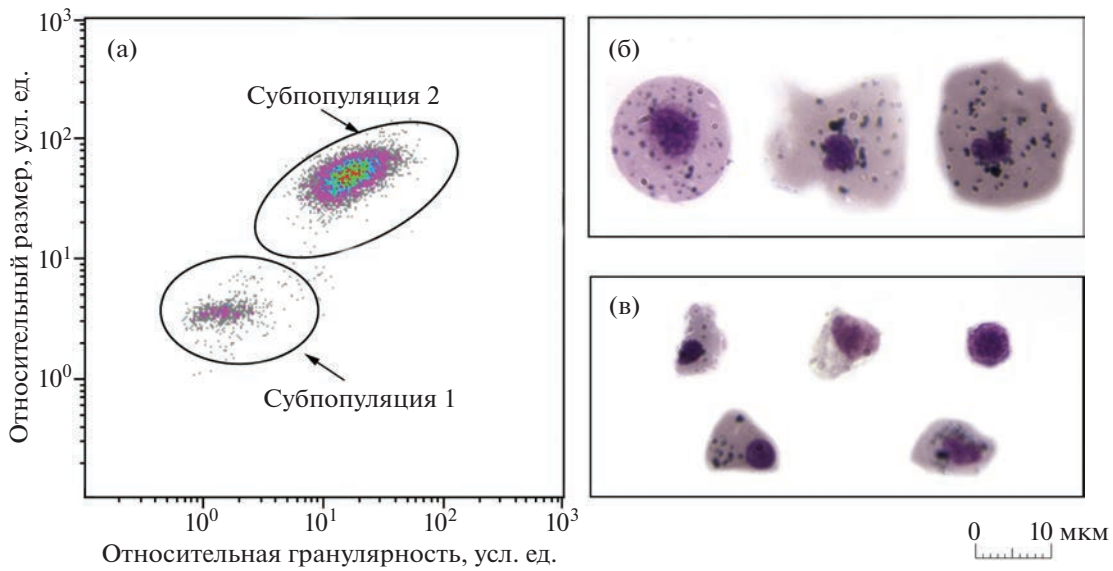 (а)
10³
10²
10¹
10⁰
Относительный размер, усл. ед.
Субпопуляция 2
Субпопуляция 1
10⁰ 10¹ 10² 10³
Относительная гранулярность, усл. ед.
(б)
(в)
0 10 мкм